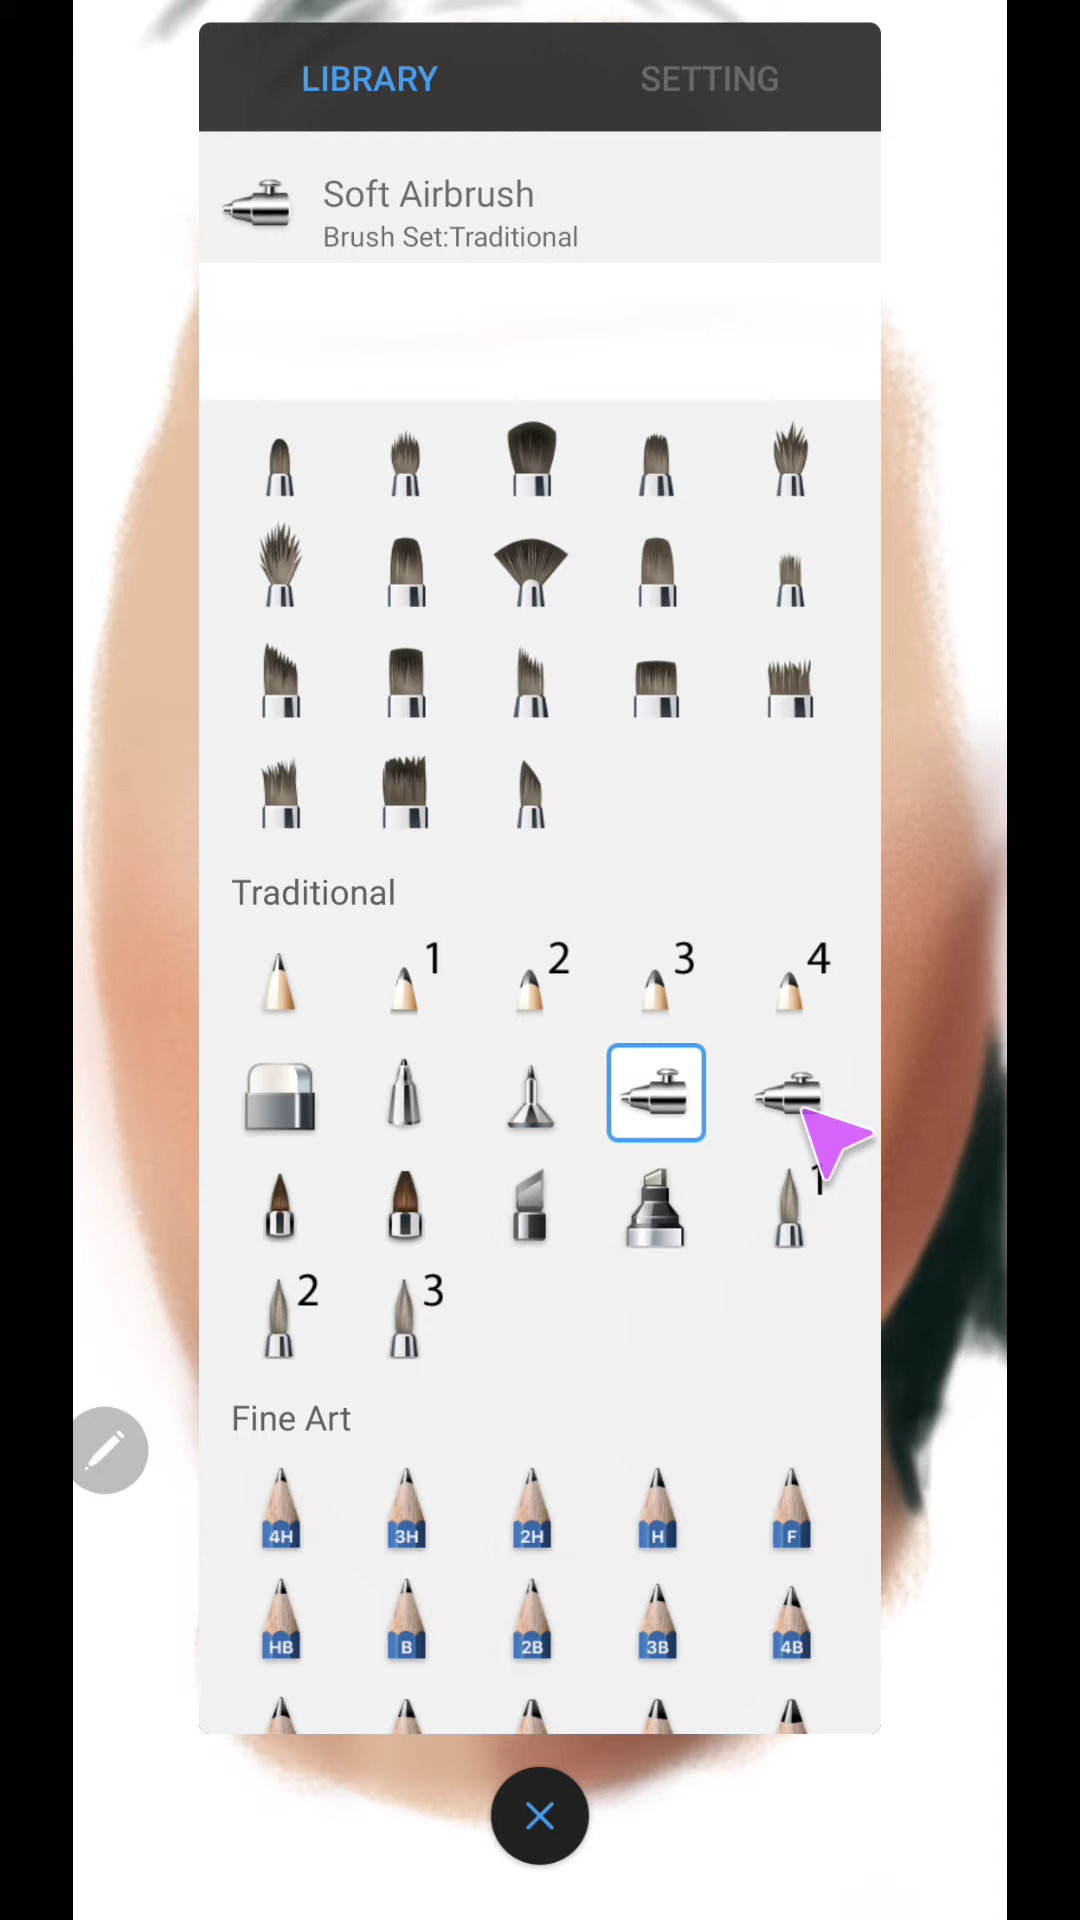 LIBRARY SETTING
Soft Airbrush
Brush Set:Traditional
Traditional
1 2 3 4
1
2 3
Fine Art
4H 3H 2H H F
HB B 2B 3B 4B